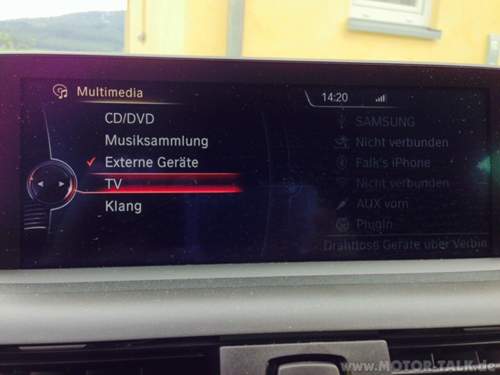 Multimedia
14:20
CD/DVD
Musiksammlung
Externe Geräte
TV
Klang
SAMSUNG
Nicht verbunden
Falk's iPhone
Nicht verbunden
AUX vorn
Plugin
Drahtlose Geräte über Verbin
www.MOTOR-TALK.de